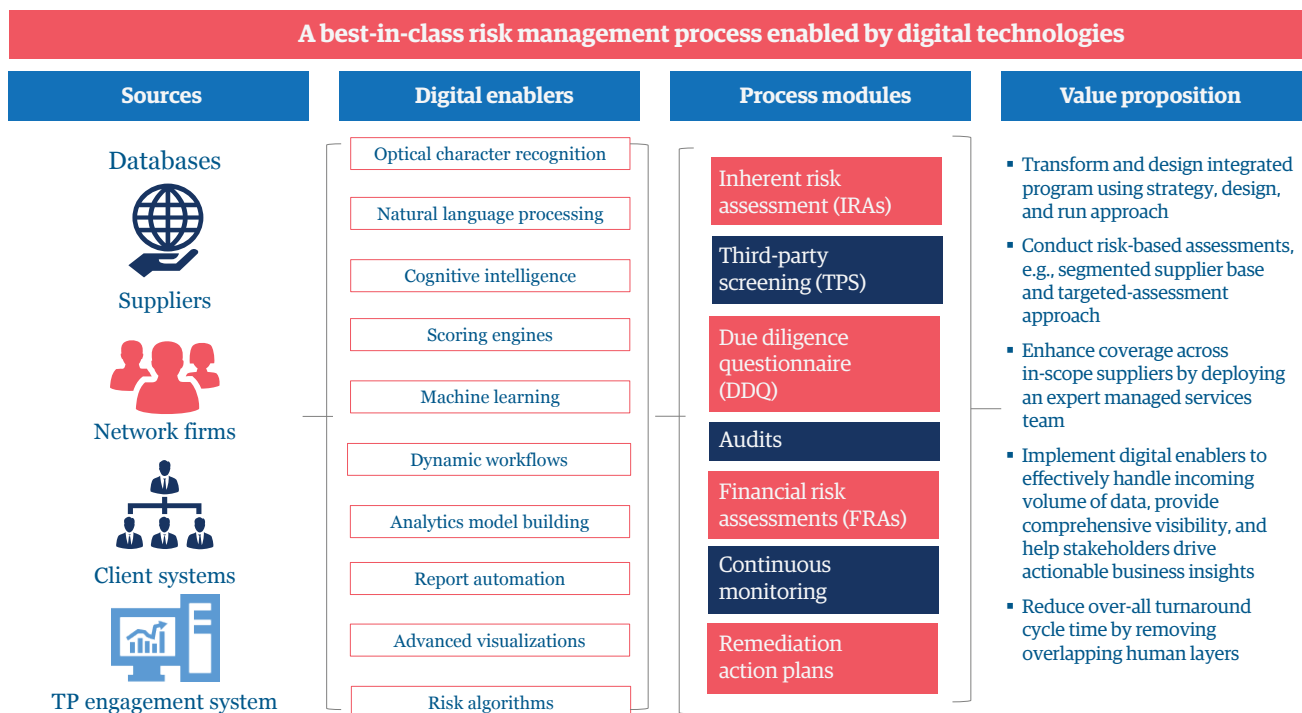 A best-in-class risk management process enabled by digital technologies
Sources
Databases
Suppliers
Network firms
Client systems
TP engagement system
Digital enablers
Optical character recognition
Natural language processing
Cognitive intelligence
Scoring engines
Machine learning
Dynamic workflows
Analytics model building
Report automation
Advanced visualizations
Risk algorithms
Process modules
Inherent risk
assessment (IRAs)
Third-party
screening (TPS)
Due diligence
questionnaire
(DDQ)
Audits
Financial risk
assessments (FRAs)
Continuous
monitoring
Remediation
action plans
Value proposition
▪ Transform and design integrated
program using strategy, design,
and run approach
▪ Conduct risk-based assessments,
e.g., segmented supplier base
and targeted-assessment
approach
▪ Enhance coverage across
in-scope suppliers by deploying
an expert managed services
team
▪ Implement digital enablers to
effectively handle incoming
volume of data, provide
comprehensive visibility, and
help stakeholders drive
actionable business insights
▪ Reduce over-all turnaround
cycle time by removing
overlapping human layers